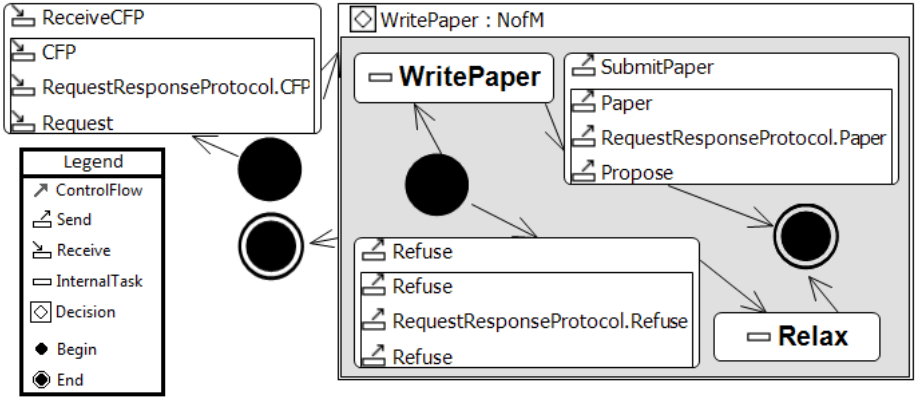 ReceiveCFP
CFP
RequestResponseProtocol.CFP
Request
Legend
ControlFlow
Send
Receive
InternalTask
Decision
Begin
End
WritePaper : NofM
WritePaper
SubmitPaper
Paper
RequestResponseProtocol.Paper
Propose
Refuse
Refuse
RequestResponseProtocol.Refuse
Refuse
Relax